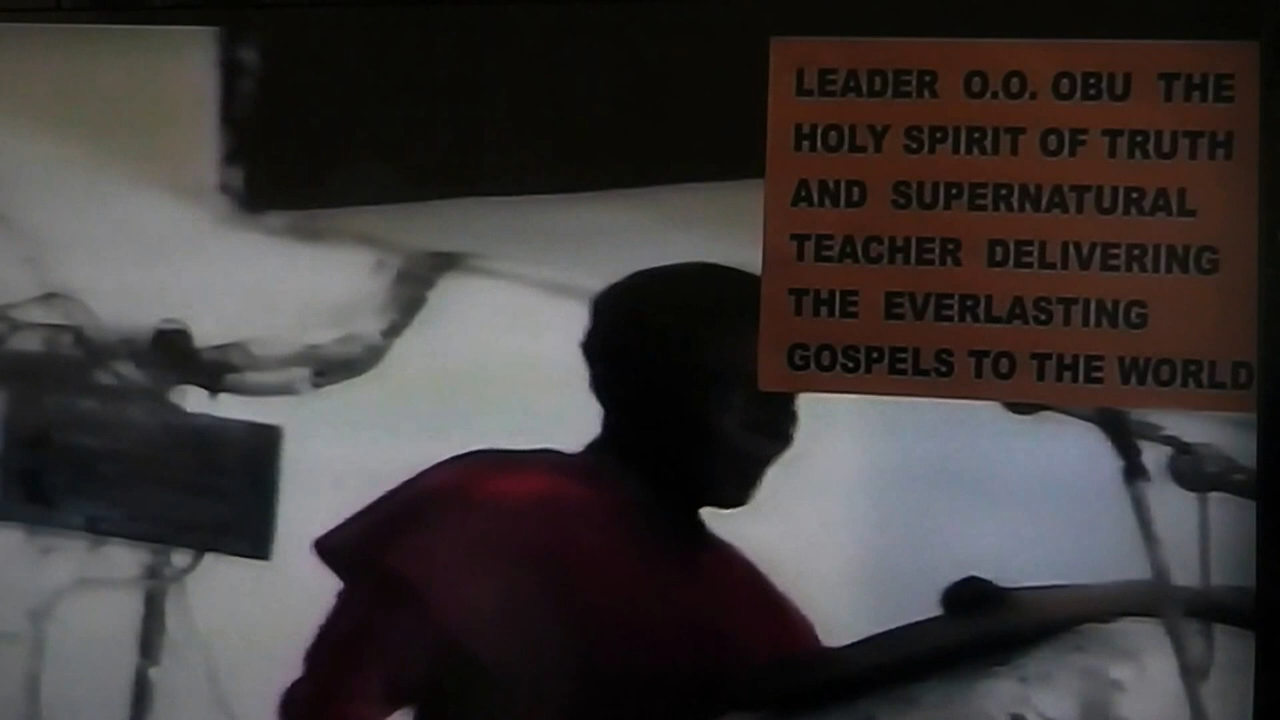 LEADER O.O. OBU THE
HOLY SPIRIT OF TRUTH
AND SUPERNATURAL
TEACHER DELIVERING
THE EVERLASTING
GOSPELS TO THE WORLD